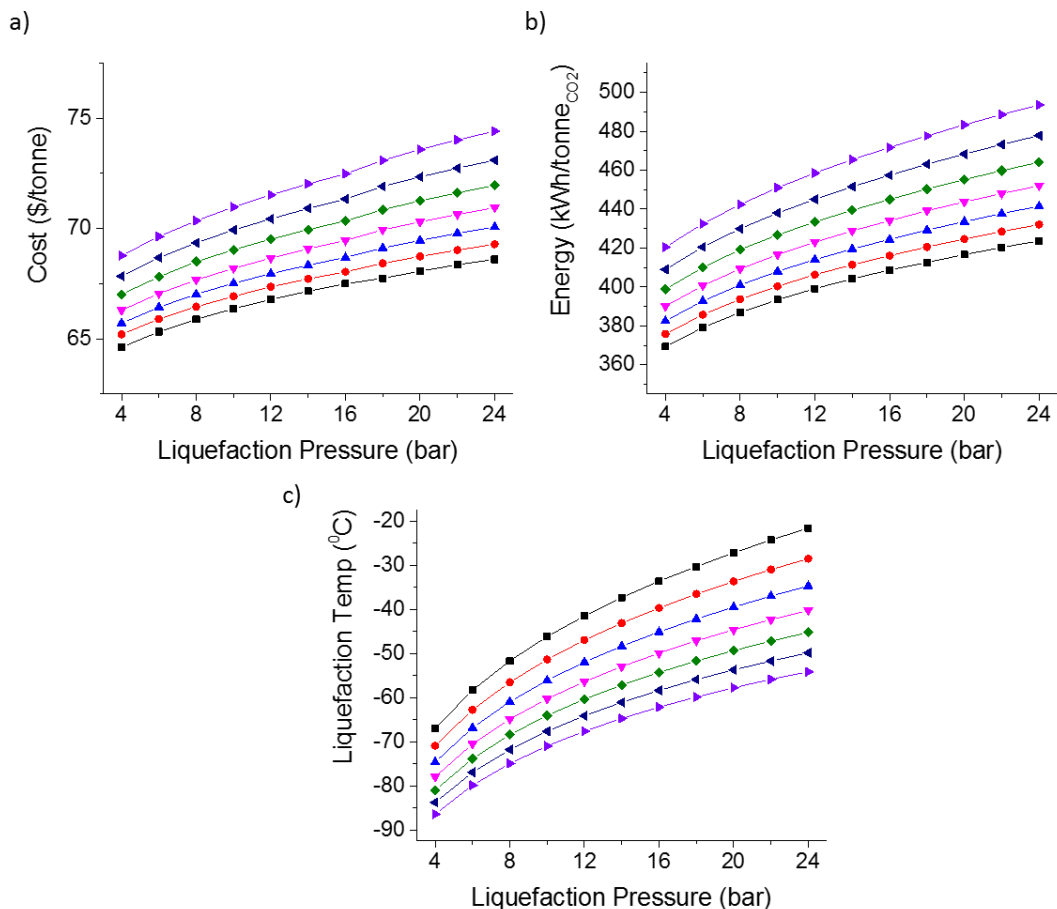 a)
75
70
65
Cost ($/tonne)
4 8 12 16 20 24
Liquefaction Pressure (bar)
b)
500
480
460
440
420
400
380
360
Energy (kWh/tonneCO2)
4 8 12 16 20 24
Liquefaction Pressure (bar)
c)
-20
-30
-40
-50
-60
-70
-80
-90
Liquefaction Temp (⁰C)
4 8 12 16 20 24
Liquefaction Pressure (bar)